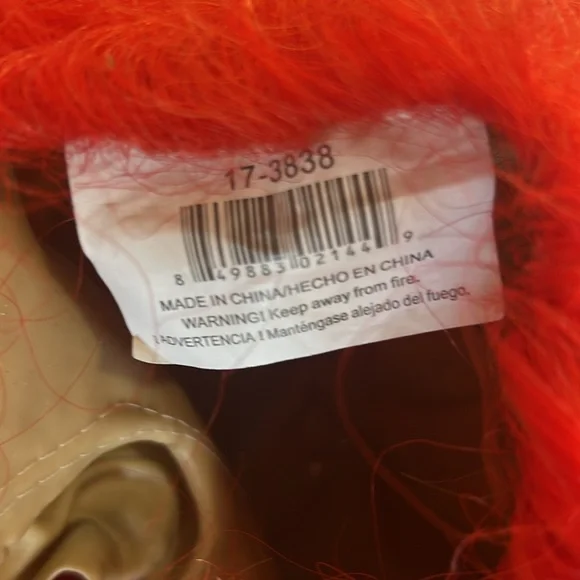 17-3838
8 49883 02144 9
MADE IN CHINA/HECHO EN CHINA
WARNING! Keep away from fire.
! ADVERTENCIA ! Manténgase alejado del fuego.